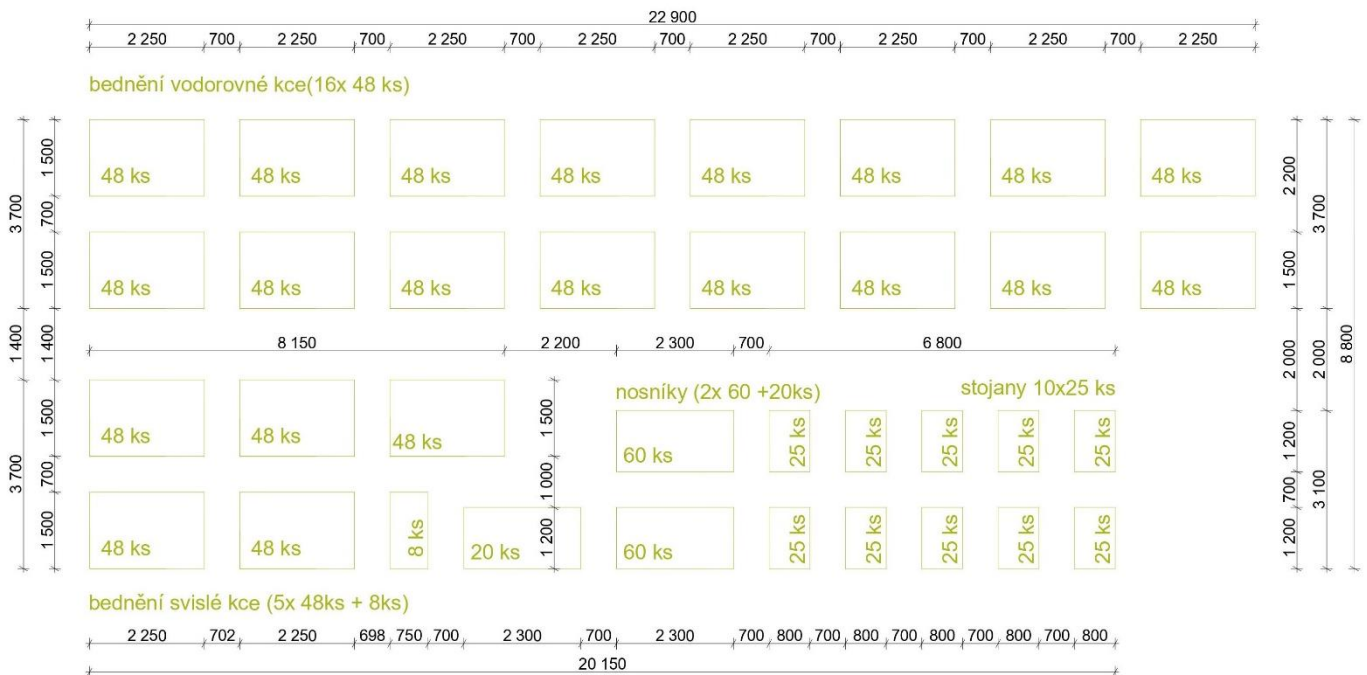 22 900
2 250 700 2 250 700 2 250 700 2 250 700 2 250 700 2 250 700 2 250 700 2 250
bednění vodorovné kce(16x 48 ks)
3 700
1 500
700
1 500
48 ks 48 ks 48 ks 48 ks 48 ks 48 ks 48 ks 48 ks
48 ks 48 ks 48 ks 48 ks 48 ks 48 ks 48 ks 48 ks
2 200
1 500
3 700
8 800
1 400
1 400
8 150 2 200 2 300 700 6 800
2 000
2 000
nosníky (2x 60 +20ks)
stojany 10x25 ks
3 700
1 500
700
1 500
48 ks 48 ks 48 ks
1 500
1 000
1 200
60 ks 25 ks 25 ks 25 ks 25 ks 25 ks
48 ks 48 ks 8 ks 20 ks 60 ks 25 ks 25 ks 25 ks 25 ks 25 ks
1 200
700
1 200
3 100
bednění svislé kce (5x 48ks + 8ks)
2 250 702 2 250 698 750 700 2 300 700 2 300 700 800 700 800 700 800 700 800 700 800
20 150